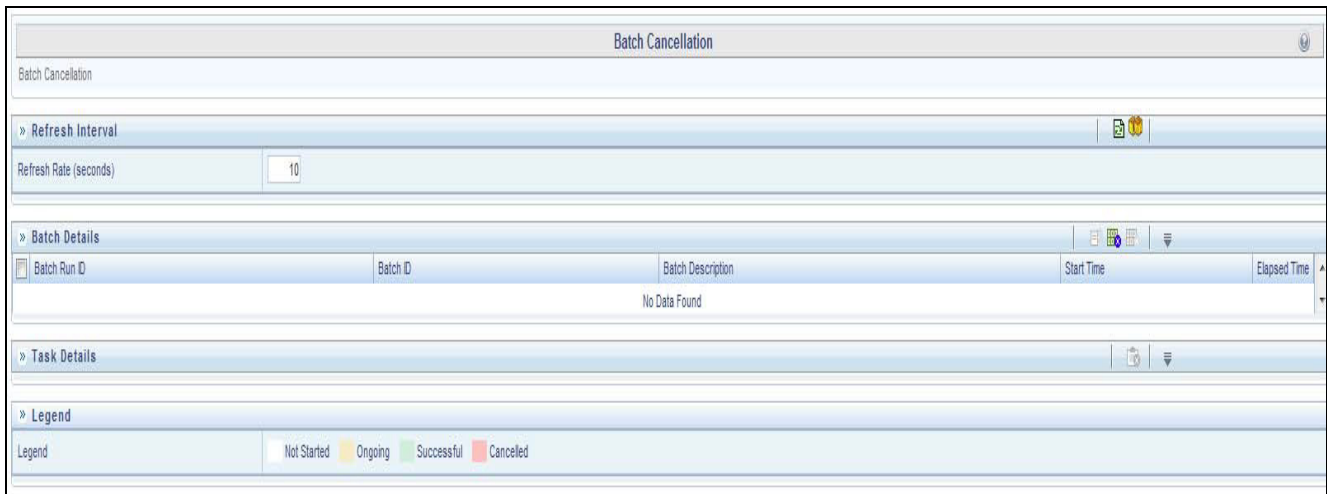 Batch Cancellation
Batch Cancellation
» Refresh Interval
Refresh Rate (seconds) 10
» Batch Details
Batch Run ID Batch ID Batch Description Start Time Elapsed Time
No Data Found
» Task Details
» Legend
Legend Not Started Ongoing Successful Cancelled